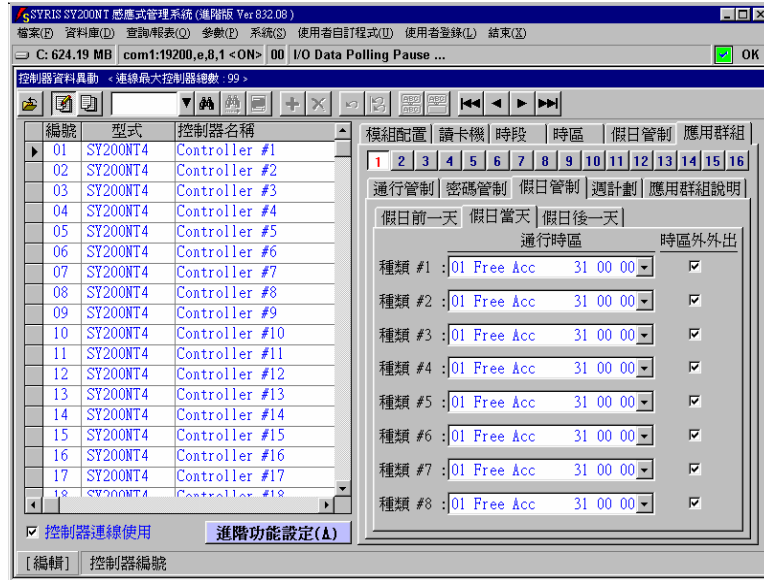 SYRIS SY200NT 感應式管理系統 (進階版 Ver 8.32.08 )
檔案(F) 資料庫(D) 查詢/報表(Q) 參數(P) 系統(S) 使用者自訂程式(U) 使用者登錄(L) 結束(X)
C: 624.19 MB com1:19200,e,8,1 <ON> 00 I/O Data Polling Pause ... OK
控制器資料異動 < 連線最大控制器總數 : 99 >
編號 型式 控制器名稱
01 SY200NT4 Controller #1
02 SY200NT4 Controller #2
03 SY200NT4 Controller #3
04 SY200NT4 Controller #4
05 SY200NT4 Controller #5
06 SY200NT4 Controller #6
07 SY200NT4 Controller #7
08 SY200NT4 Controller #8
09 SY200NT4 Controller #9
10 SY200NT4 Controller #10
11 SY200NT4 Controller #11
12 SY200NT4 Controller #12
13 SY200NT4 Controller #13
14 SY200NT4 Controller #14
15 SY200NT4 Controller #15
16 SY200NT4 Controller #16
17 SY200NT4 Controller #17
18 SY200NT4 Controller #18
控制器連線使用 進階功能設定(A)
模組配置 讀卡機 時段 時區 假日管制 應用群組
1 2 3 4 5 6 7 8 9 10 11 12 13 14 15 16
通行管制 密碼管制 假日管制 週計劃 應用群組說明
假日前一天 假日當天 假日後一天
通行時區 時區外外出
種類 #1 : 01 Free Acc 31 00 00
種類 #2 : 01 Free Acc 31 00 00
種類 #3 : 01 Free Acc 31 00 00
種類 #4 : 01 Free Acc 31 00 00
種類 #5 : 01 Free Acc 31 00 00
種類 #6 : 01 Free Acc 31 00 00
種類 #7 : 01 Free Acc 31 00 00
種類 #8 : 01 Free Acc 31 00 00
[編輯] 控制器編號